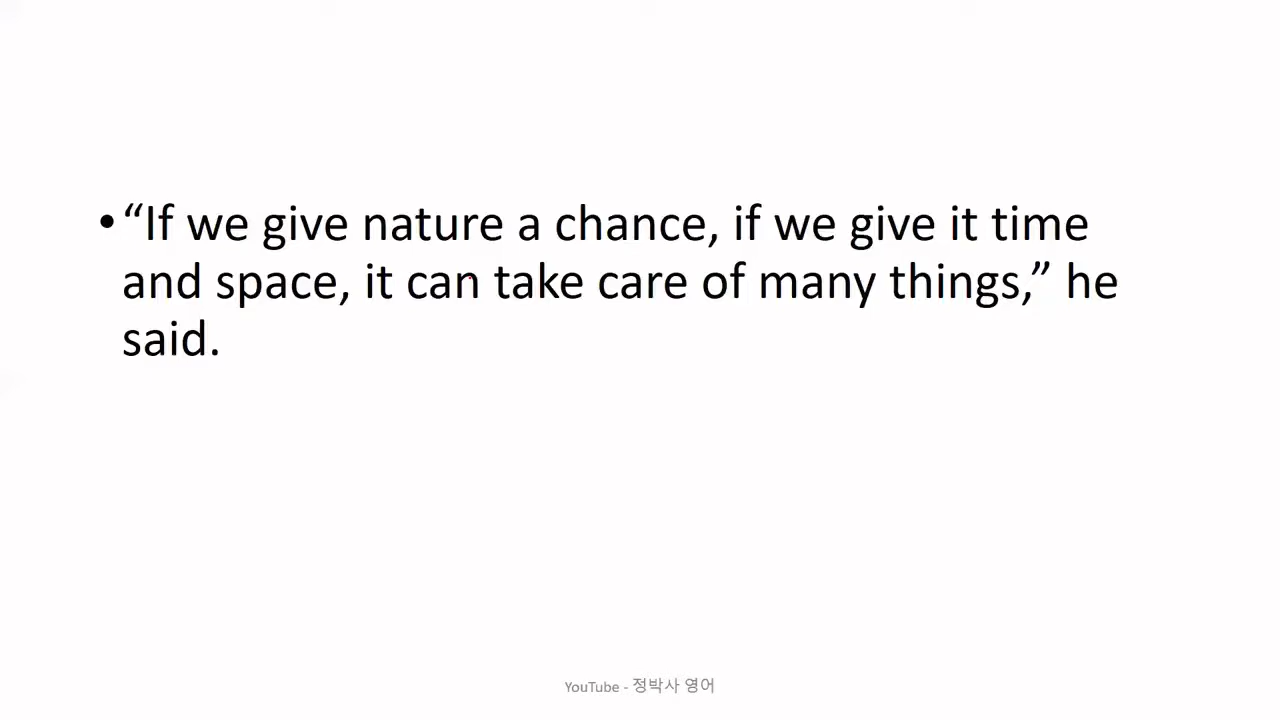 •“If we give nature a chance, if we give it time
and space, it can take care of many things,” he
said.
YouTube - 정박사 영어